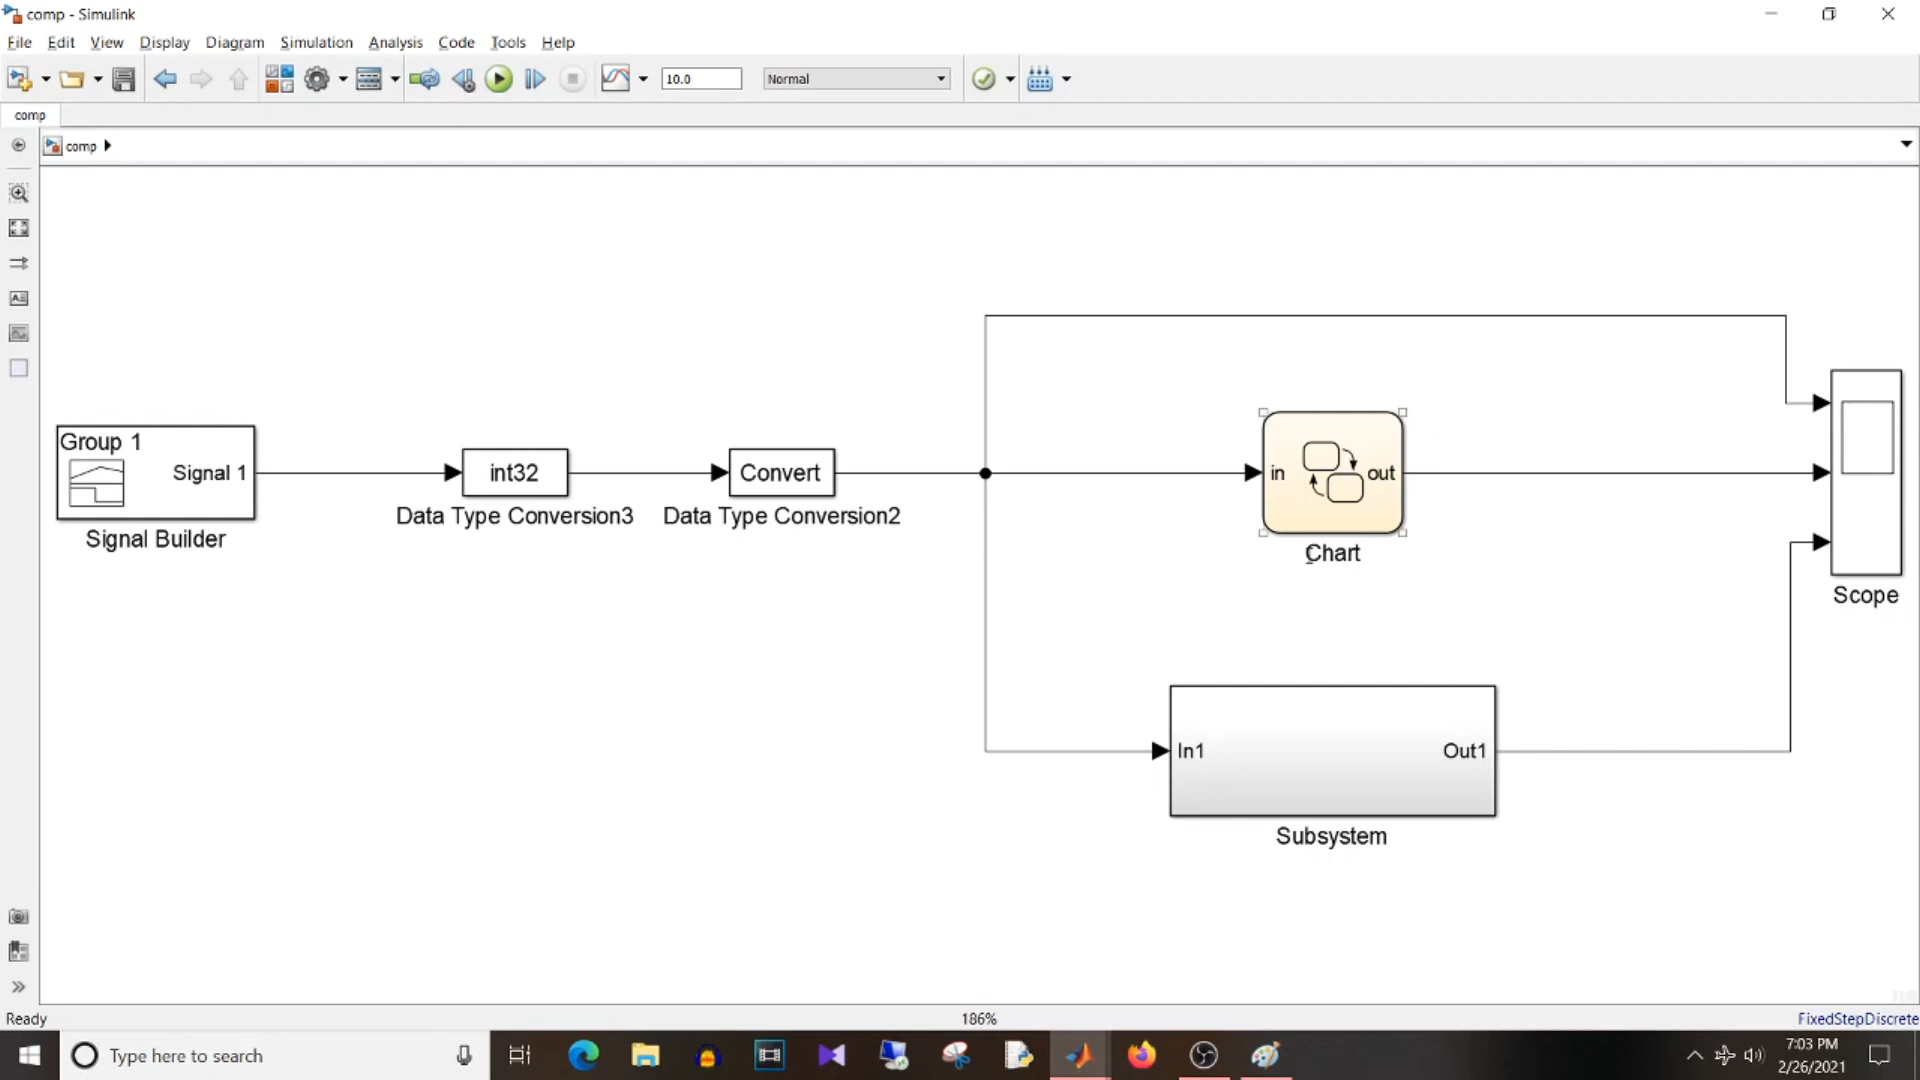 comp - Simulink
File Edit View Display Diagram Simulation Analysis Code Tools Help
10.0 Normal
comp
comp
Group 1
Signal 1
Signal Builder
int32
Data Type Conversion3
Convert
Data Type Conversion2
in out
Chart
Scope
In1 Out1
Subsystem
Ready 186% FixedStepDiscrete
Type here to search
7:03 PM
2/26/2021